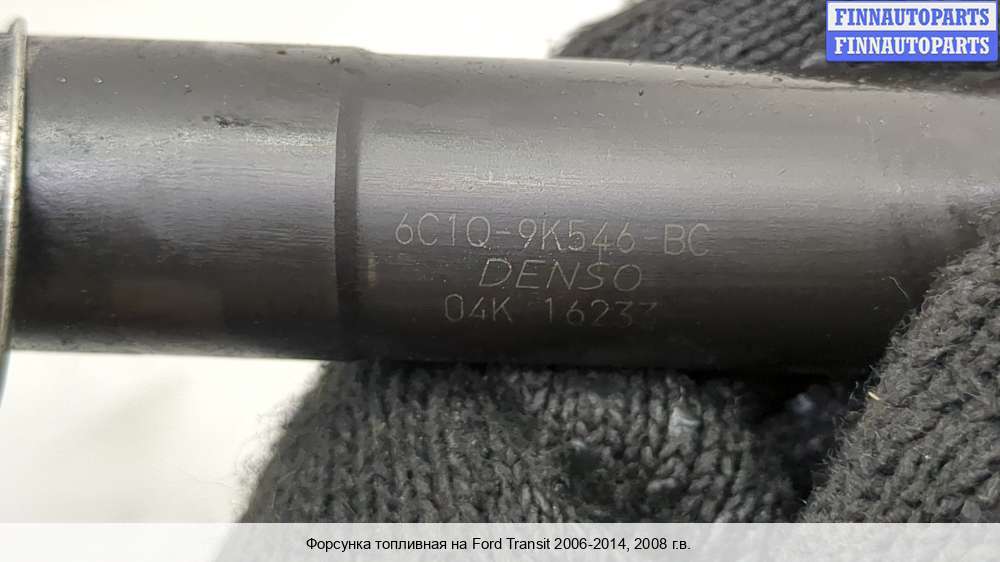 FINNAUTOPARTS
FINNAUTOPARTS
6C1Q-9K546-BC
DENSO
04K
Форсунка топливная на Ford Transit 2006-2014, 2008 г.в.